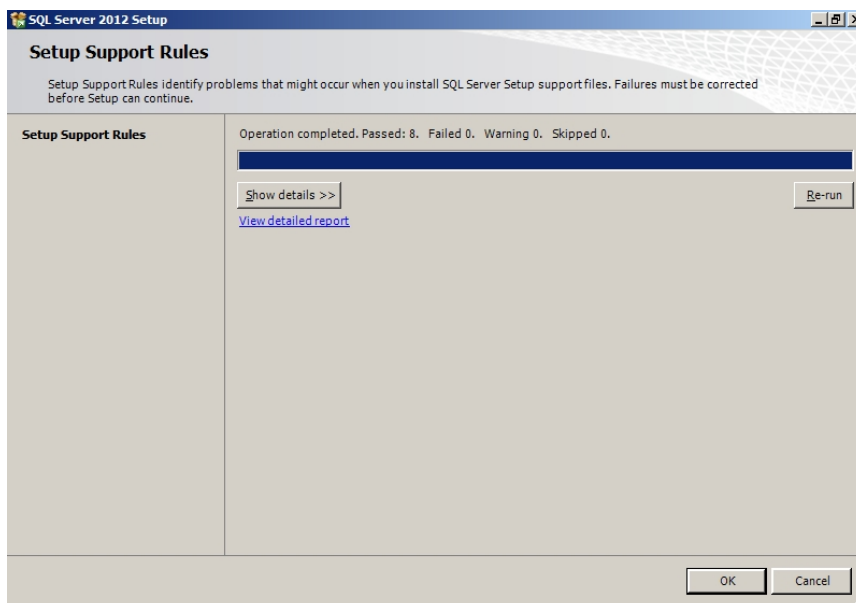 SQL Server 2012 Setup
Setup Support Rules
Setup Support Rules identify problems that might occur when you install SQL Server Setup support files. Failures must be corrected
before Setup can continue.
Setup Support Rules
Operation completed. Passed: 8. Failed 0. Warning 0. Skipped 0.
Show details >>
Re-run
View detailed report
OK
Cancel